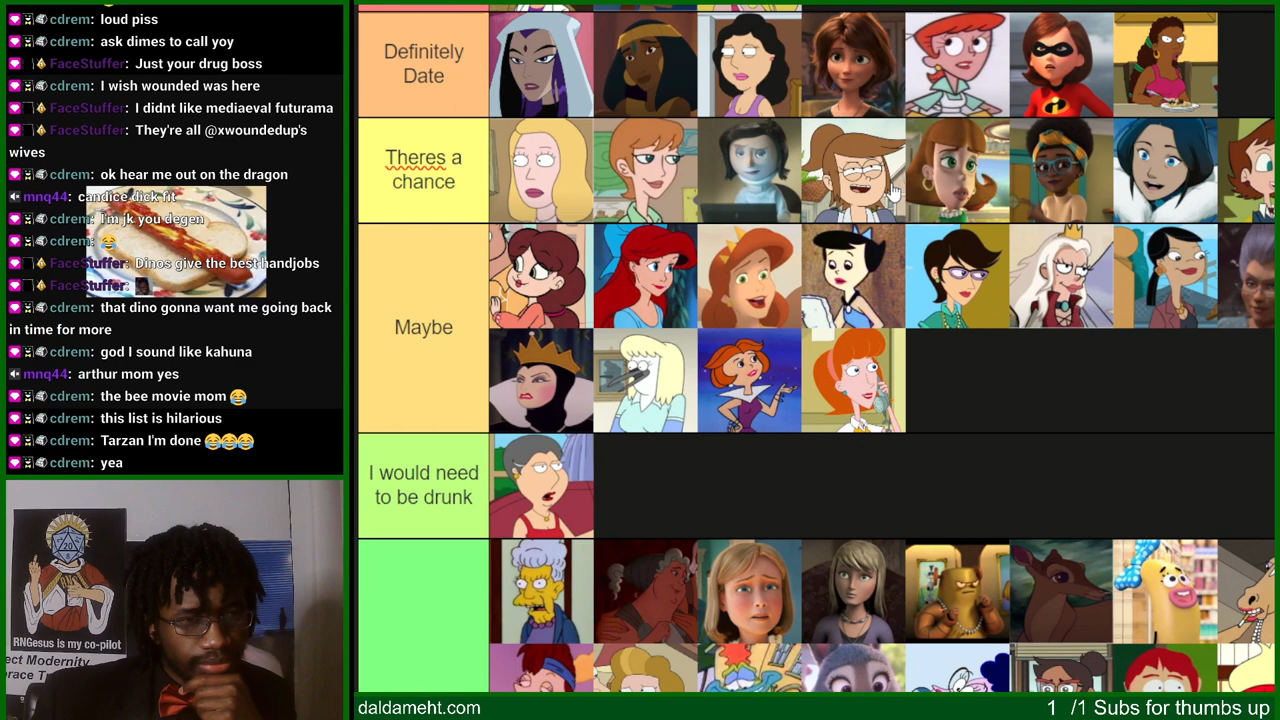 cdrem: loud piss
cdrem: ask dimes to call yoy
FaceStuffer: Just your drug boss
cdrem: I wish wounded was here
FaceStuffer: I didnt like mediaeval futurama
FaceStuffer: They're all @xwoundedup's
wives
cdrem: ok hear me out on the dragon
mnq44: candice dick fit
cdrem: I'm jk you degen
cdrem: 😂
FaceStuffer: Dinos give the best handjobs
FaceStuffer:
cdrem: that dino gonna want me going back
in time for more
cdrem: god I sound like kahuna
mnq44: arthur mom yes
cdrem: the bee movie mom 😂
cdrem: this list is hilarious
cdrem: Tarzan I'm done 😂😂😂
cdrem: yea
Definitely
Date
Theres a
chance
Maybe
I would need
to be drunk
20
RNGesus is my co-pilot
ect Modernity
daldameht.com
1 /1 Subs for thumbs up